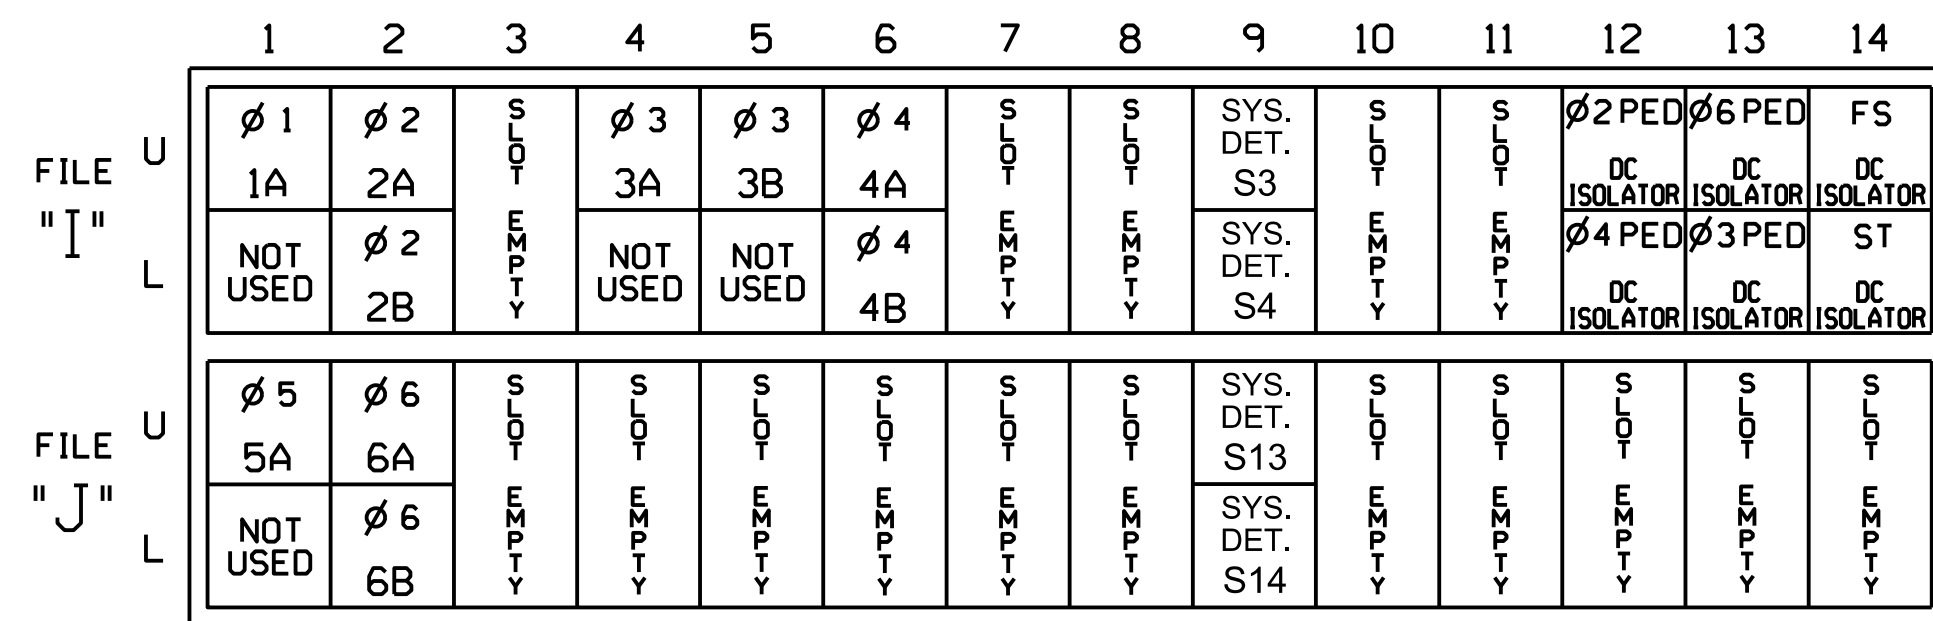 1 2 3 4 5 6 7 8 9 10 11 12 13 14
FILE
"I"
U
L
Ø 1
1A
NOT
USED
Ø 2
2A
Ø 2
2B
SLOT EMPTY
Ø 3
3A
NOT
USED
Ø 3
3B
NOT
USED
Ø 4
4A
Ø 4
4B
SLOT EMPTY
SLOT EMPTY
SYS.
DET.
S3
SYS.
DET.
S4
SLOT EMPTY
SLOT EMPTY
Ø2 PED
DC
ISOLATOR
Ø4 PED
DC
ISOLATOR
Ø6 PED
DC
ISOLATOR
Ø3 PED
DC
ISOLATOR
FS
DC
ISOLATOR
ST
DC
ISOLATOR
FILE
"J"
U
L
Ø 5
5A
NOT
USED
Ø 6
6A
Ø 6
6B
SLOT EMPTY
SLOT EMPTY
SLOT EMPTY
SLOT EMPTY
SLOT EMPTY
SLOT EMPTY
SYS.
DET.
S13
SYS.
DET.
S14
SLOT EMPTY
SLOT EMPTY
SLOT EMPTY
SLOT EMPTY
SLOT EMPTY